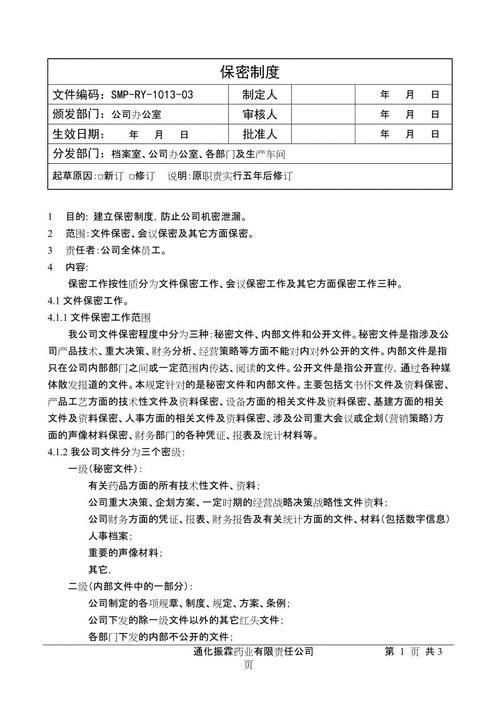 保密制度
文件编码：SMP-RY-1013-03 制定人 年 月 日
颁发部门：公司办公室 审核人 年 月 日
生效日期： 年 月 日 批准人 年 月 日
分发部门：档案室、公司办公室、各部门及生产车间
起草原因：□新订 □修订 说明：原职责实行五年后修订
1 目的：建立保密制度，防止公司机密泄漏。
2 范围：文件保密、会议保密及其它方面保密。
3 责任者：公司全体员工。
4 内容：
保密工作按性质分为文件保密工作、会议保密工作及其它方面保密工作三种。
4.1 文件保密工作。
4.1.1 文件保密工作范围
我公司文件保密程度中分为三种：秘密文件、内部文件和公开文件。秘密文件是指涉及公
司产品技术、重大决策、财务分析、经营策略等方面不能对内对外公开的文件。内部文件是指
只在公司内部部门之间或一定范围内传达、阅读的文件。公开文件是指公开宣传，通过各种媒
体散发报道的文件。本规定针对的是秘密文件和内部文件。主要包括文书怀文件及资料保密、
产品工艺方面的技术性文件及资料保密、设备方面的相关文件及资料保密、基建方面的相关
文件及资料保密、人事方面的相关文件及资料保密、涉及公司重大会议或企划（营销策略）方
面的声像材料保密、财务部门的各种凭证、报表及统计材料等。
4.1.2 我公司文件分为三个密级：
一级（秘密文件）：
有关药品方面的所有技术性文件、资料；
公司重大决策、企划方案、一定时期的经营战略决策战略性文件资料；
公司财务方面的凭证、报表、财务报告及有关统计方面的文件、材料（包括数字信息）
人事档案；
重要的声像材料；
其它，
二级（内部文件中的一部分）：
公司制定的各项规章、制度、规定、方案、条例；
公司下发的除一级文件以外的其它红头文件；
各部门下发的内部不公开的文件；
通化振霖药业有限责任公司 第 1 页 共 3
页